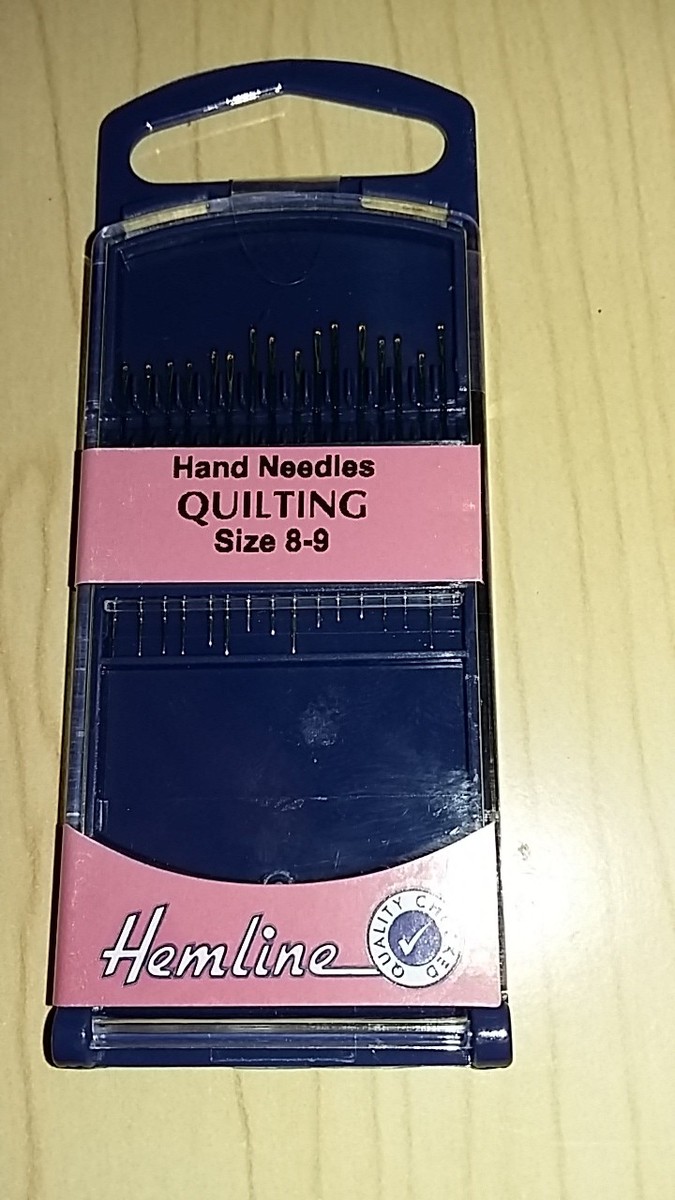 Hand Needles
QUILTING
Size 8-9
Hemline
QUALITY CHECKED